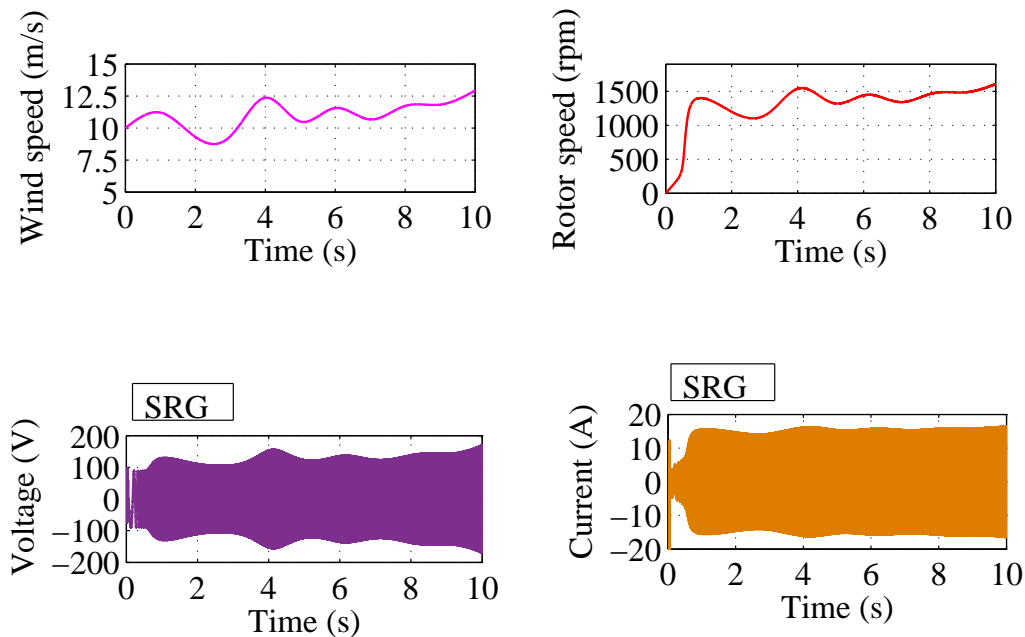 Wind speed (m/s)
15
12.5
10
7.5
5
0 2 4 6 8 10
Time (s)
Rotor speed (rpm)
1500
1000
500
0
0 2 4 6 8 10
Time (s)
SRG
Voltage (V)
200
100
0
−100
−200
0 2 4 6 8 10
Time (s)
SRG
Current (A)
20
10
0
−10
−20
0 2 4 6 8 10
Time (s)